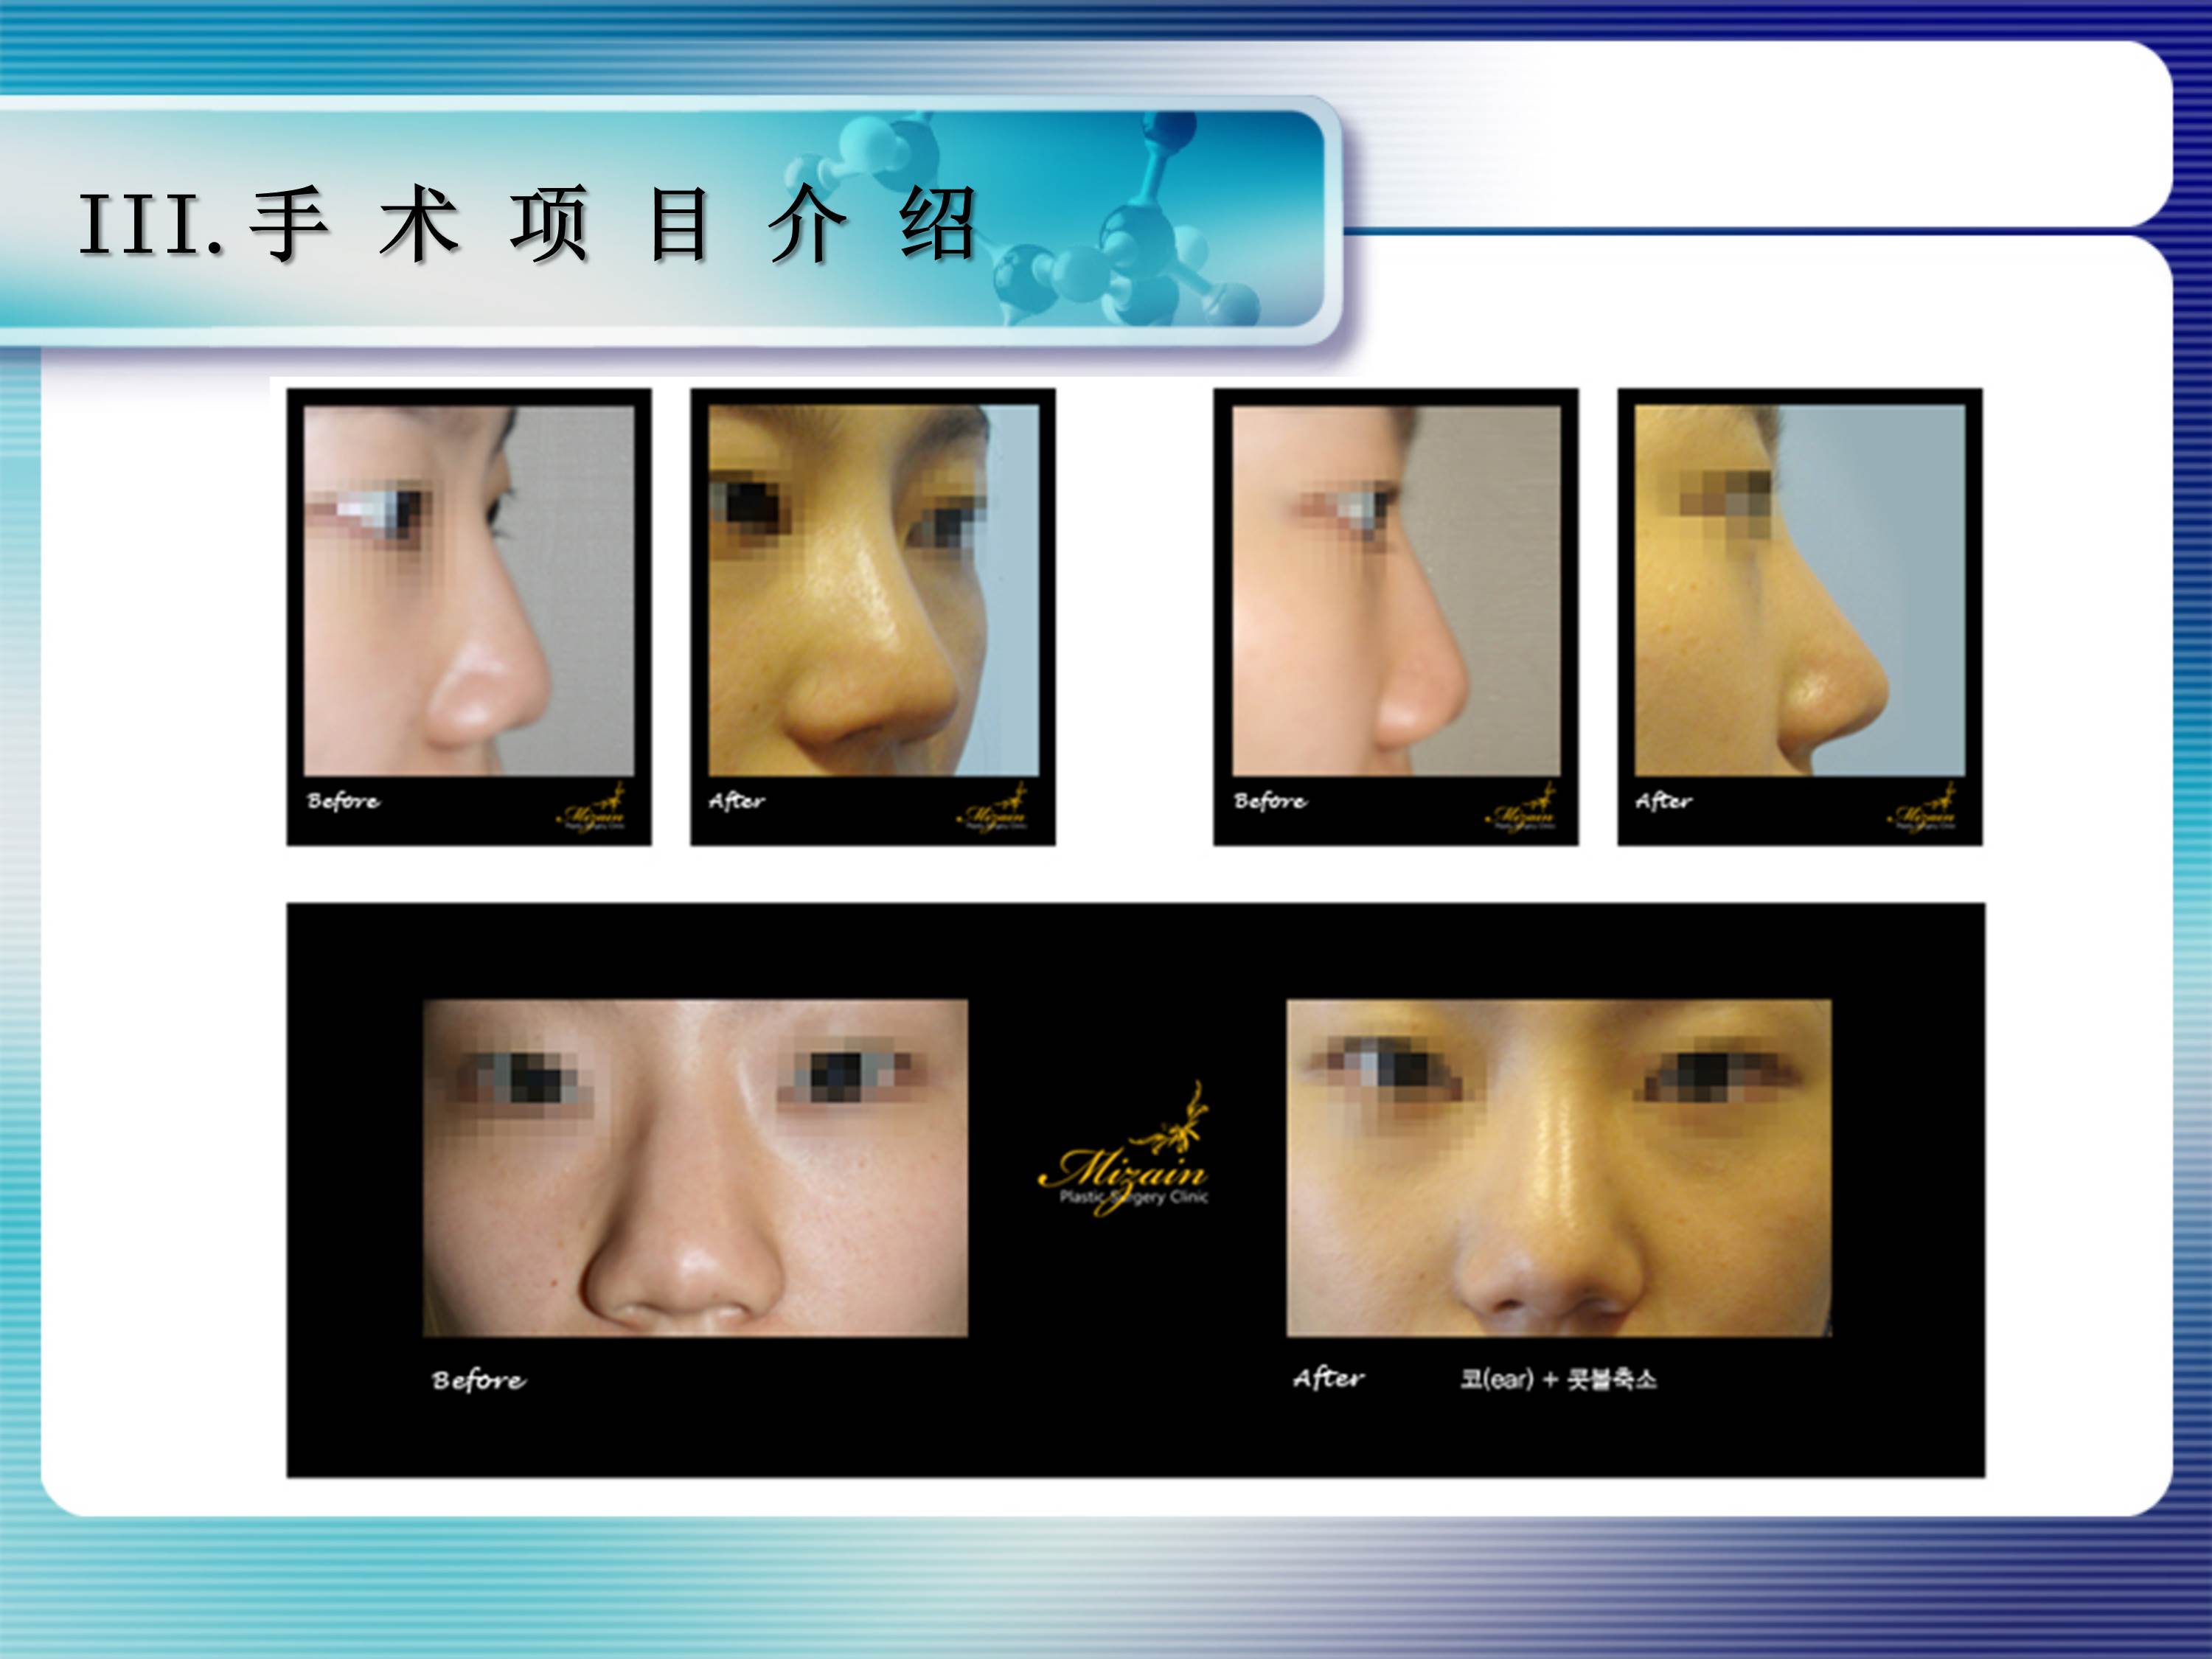 III.手 术 项 目 介 绍
Before
Mizain
Plastic Surgery Clinic
After
Mizain
Plastic Surgery Clinic
Before
Mizain
Plastic Surgery Clinic
After
Mizain
Plastic Surgery Clinic
Mizain
Plastic Surgery Clinic
Before
After 코(ear) + 콧볼축소